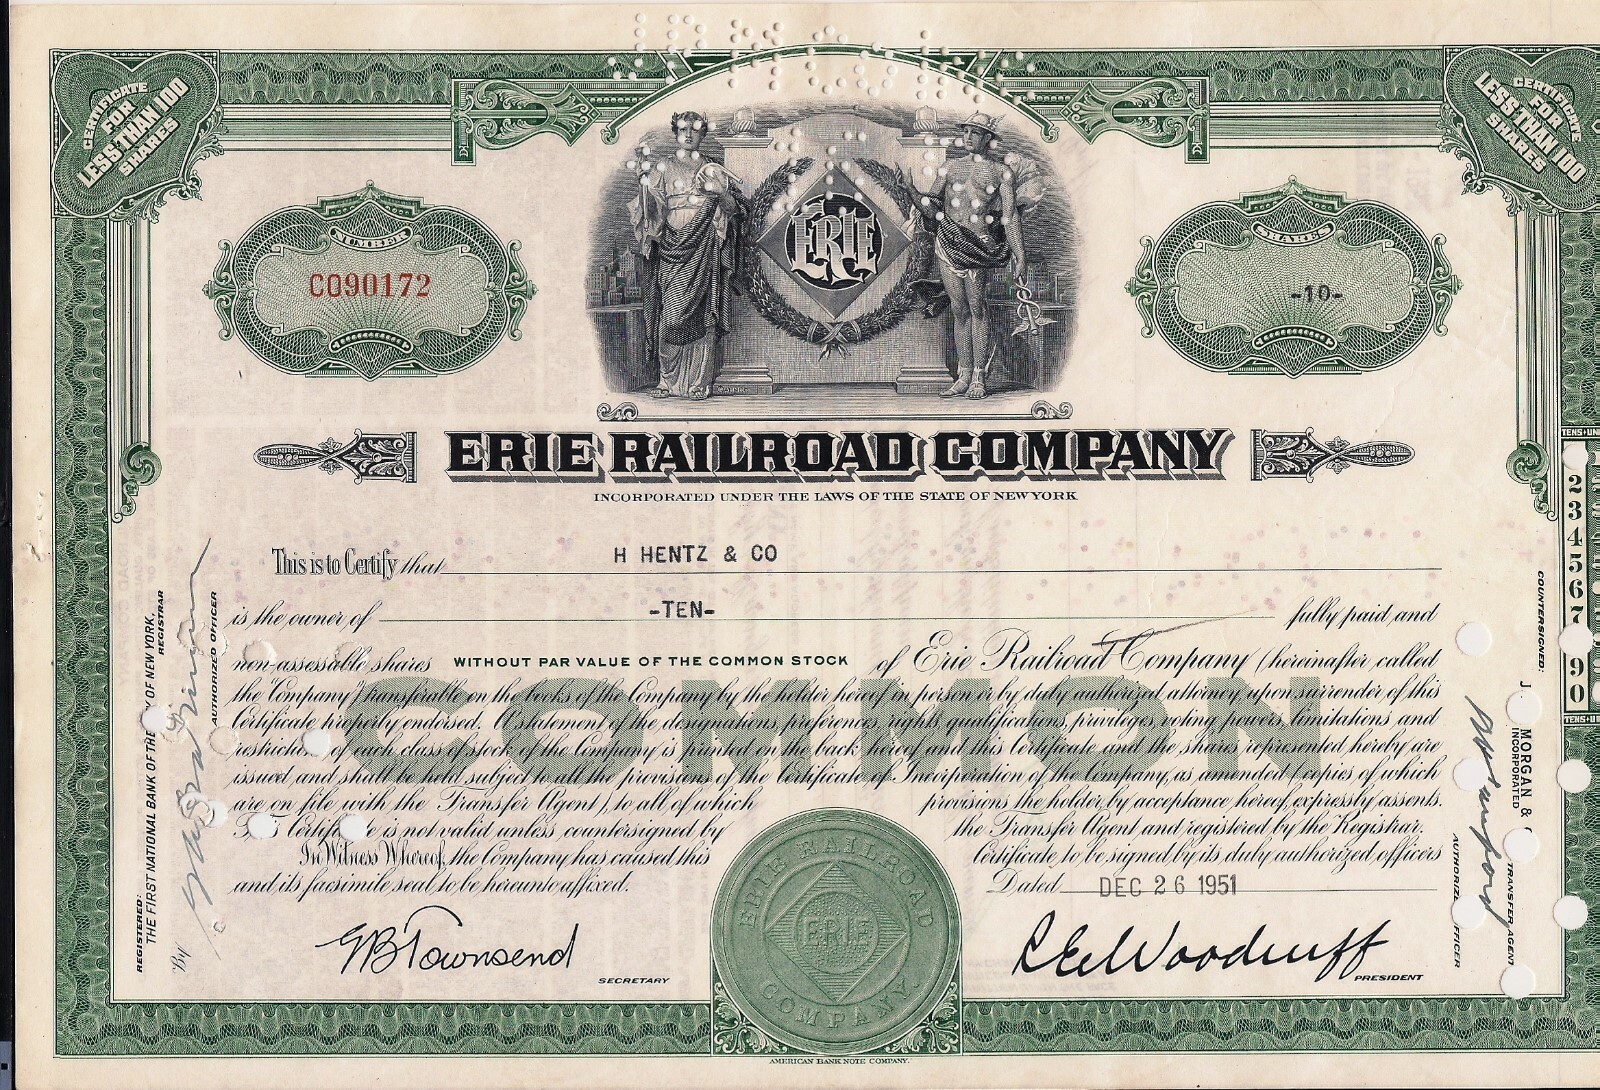 CERTIFICATE
FOR
LESS THAN 100
SHARES
CERTIFICATE
FOR
LESS THAN 100
SHARES
NUMBER
CO90172
ERIE
SHARES
-10-
ERIE RAILROAD COMPANY
INCORPORATED UNDER THE LAWS OF THE STATE OF NEW YORK
This is to Certify that H HENTZ & CO
is the owner of -TEN- fully paid and
non-assessable shares WITHOUT PAR VALUE OF THE COMMON STOCK of Erie Railroad Company (hereinafter called
the "Company") transferable on the books of the Company by the holder hereof in person or by duly authorized attorney upon surrender of this
Certificate properly endorsed. A statement of the designations, preferences, rights, qualifications, privileges, voting powers, limitations and
restrictions of each class of stock of the Company is printed on the back hereof and this Certificate and the shares represented hereby are
issued and shall be held subject to all the provisions of the Certificate of Incorporation of the Company, as amended (copies of which
are on file with the Transfer Agent), to all of which provisions the holder, by acceptance hereof, expressly assents.
This Certificate is not valid unless countersigned by the Transfer Agent and registered by the Registrar.
In Witness Whereof, the Company has caused this Certificate to be signed by its duly authorized officers
and its facsimile seal to be hereunto affixed.
Dated DEC 26 1951
COMMON
GB Townsend
SECRETARY
ERIE RAILROAD
ERIE
COMPANY.
R E Woodruff
PRESIDENT
AMERICAN BANK NOTE COMPANY.
REGISTERED:
THE FIRST NATIONAL BANK OF THE CITY OF NEW YORK,
REGISTRAR
By
AUTHORIZED OFFICER
COUNTERSIGNED:
J. MORGAN &
INCORPORATED
TRANSFER AGENT
AUTHORIZED OFFICER
TENS
2
3
4
5
6
7
9
0
TENS